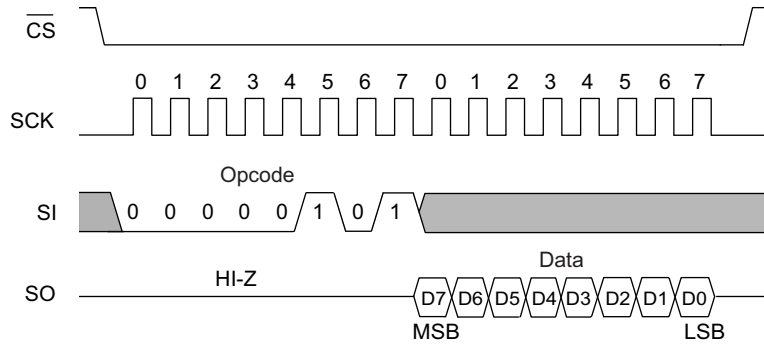 CS
0 1 2 3 4 5 6 7 0 1 2 3 4 5 6 7
SCK
Opcode
SI 0 0 0 0 0 1 0 1
HI-Z Data
SO D7 D6 D5 D4 D3 D2 D1 D0
MSB LSB